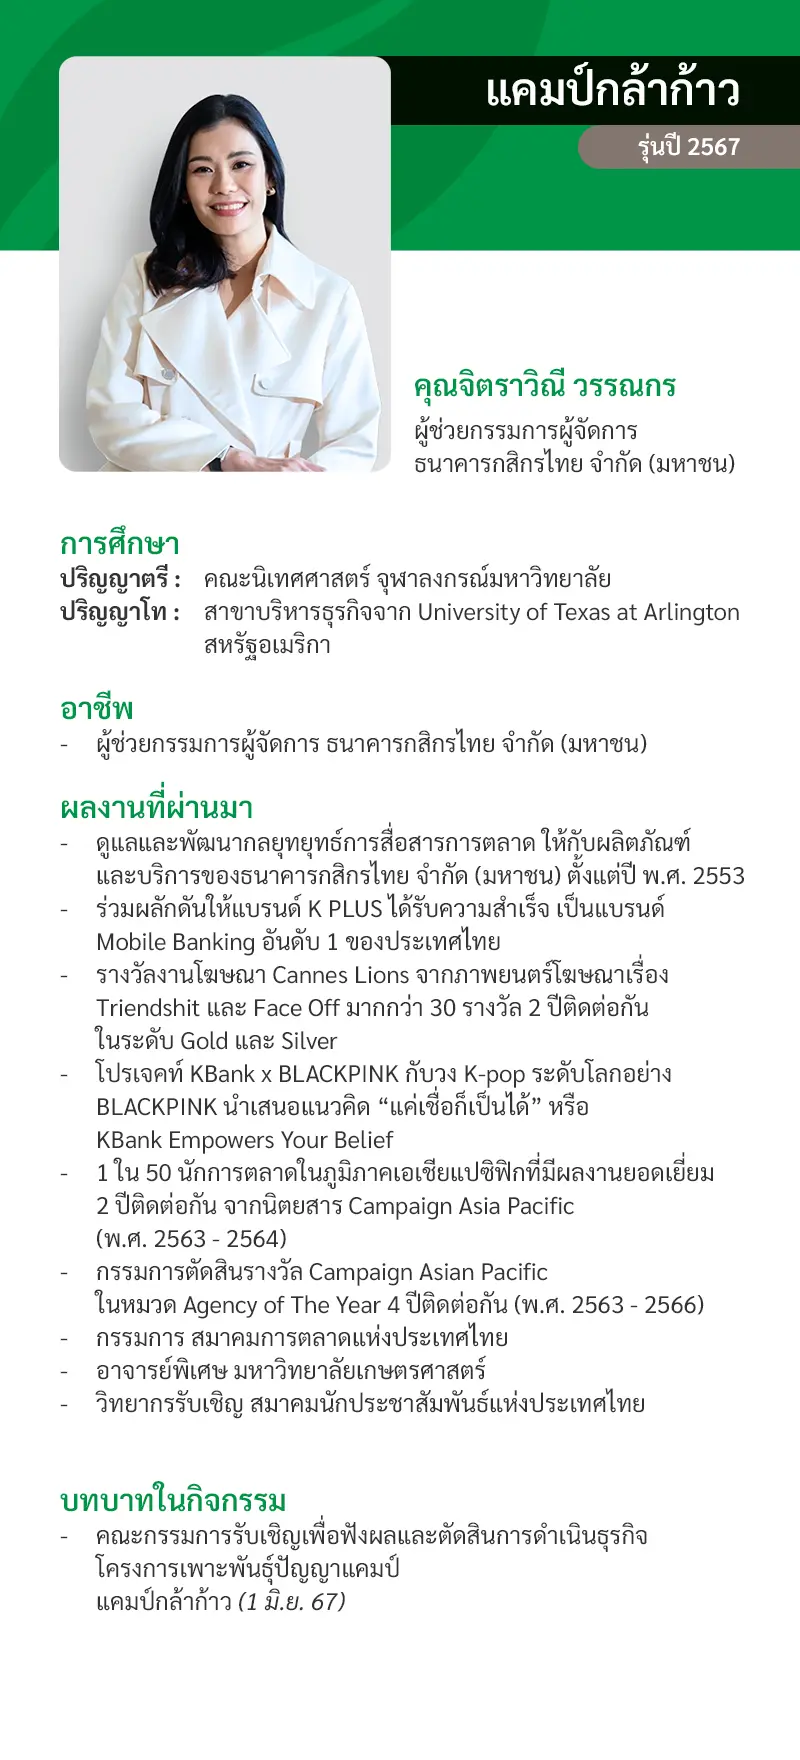 แคมป์กล้าก้าว
รุ่นปี 2567
คุณจิตราวิณี วรรณกร
ผู้ช่วยกรรมการผู้จัดการ
ธนาคารกสิกรไทย จำกัด (มหาชน)
การศึกษา
ปริญญาตรี : คณะนิเทศศาสตร์ จุฬาลงกรณ์มหาวิทยาลัย
ปริญญาโท : สาขาบริหารธุรกิจจาก University of Texas at Arlington
สหรัฐอเมริกา
อาชีพ
- ผู้ช่วยกรรมการผู้จัดการ ธนาคารกสิกรไทย จำกัด (มหาชน)
ผลงานที่ผ่านมา
- ดูแลและพัฒนากลยุทยุทธ์การสื่อสารการตลาด ให้กับผลิตภัณฑ์
และบริการของธนาคารกสิกรไทย จำกัด (มหาชน) ตั้งแต่ปี พ.ศ. 2553
- ร่วมผลักดันให้แบรนด์ K PLUS ได้รับความสำเร็จ เป็นแบรนด์
Mobile Banking อันดับ 1 ของประเทศไทย
- รางวัลงานโฆษณา Cannes Lions จากภาพยนตร์โฆษณาเรื่อง
Triendshit และ Face Off มากกว่า 30 รางวัล 2 ปีติดต่อกัน
ในระดับ Gold และ Silver
- โปรเจคท์ KBank x BLACKPINK กับวง K-pop ระดับโลกอย่าง
BLACKPINK นำเสนอแนวคิด “แค่เชื่อก็เป็นได้” หรือ
KBank Empowers Your Belief
- 1 ใน 50 นักการตลาดในภูมิภาคเอเชียแปซิฟิกที่มีผลงานยอดเยี่ยม
2 ปีติดต่อกัน จากนิตยสาร Campaign Asia Pacific
(พ.ศ. 2563 - 2564)
- กรรมการตัดสินรางวัล Campaign Asian Pacific
ในหมวด Agency of The Year 4 ปีติดต่อกัน (พ.ศ. 2563 - 2566)
- กรรมการ สมาคมการตลาดแห่งประเทศไทย
- อาจารย์พิเศษ มหาวิทยาลัยเกษตรศาสตร์
- วิทยากรรับเชิญ สมาคมนักประชาสัมพันธ์แห่งประเทศไทย
บทบาทในกิจกรรม
- คณะกรรมการรับเชิญเพื่อฟังผลและตัดสินการดำเนินธุรกิจ
โครงการเพาะพันธุ์ปัญญาแคมป์
แคมป์กล้าก้าว (1 มิ.ย. 67)